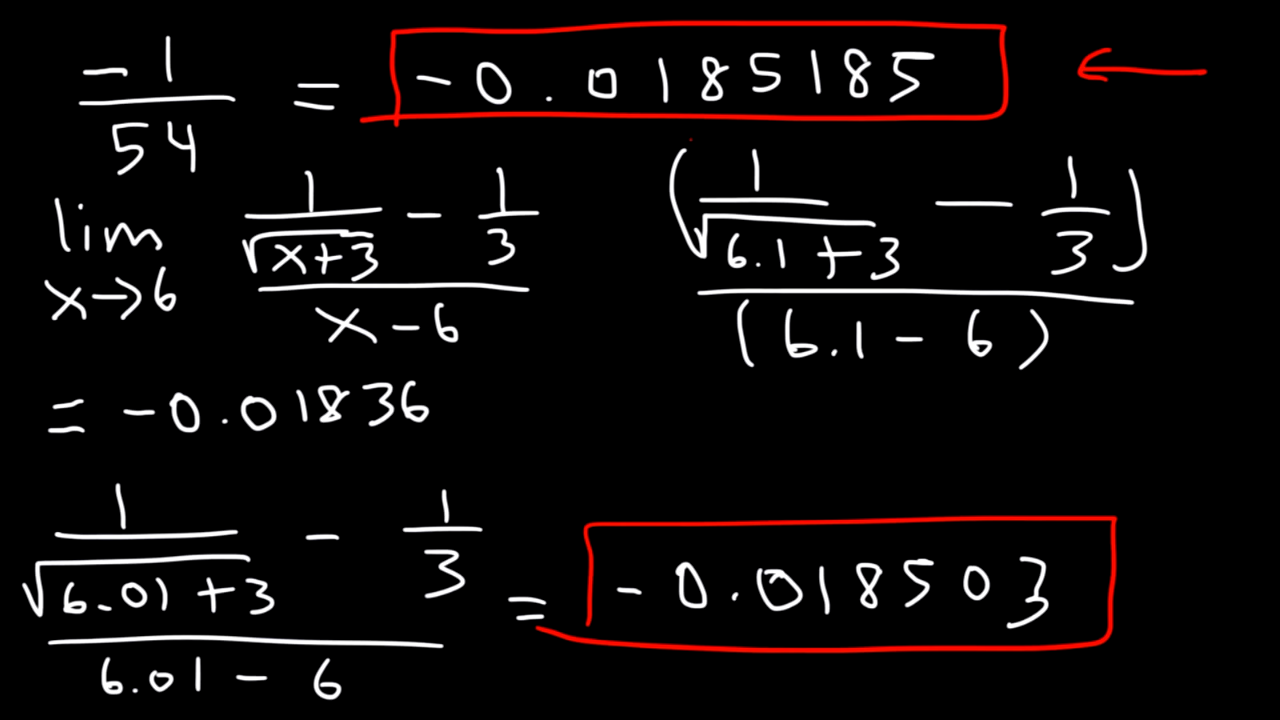 -1/54 = -0.0185185 ←
lim x→6 (1/√(x+3) - 1/3)/(x-6)
(1/√(6.1+3) - 1/3)/(6.1-6)
= -0.01836
(1/√(6.01+3) - 1/3)/(6.01-6) = -0.018503